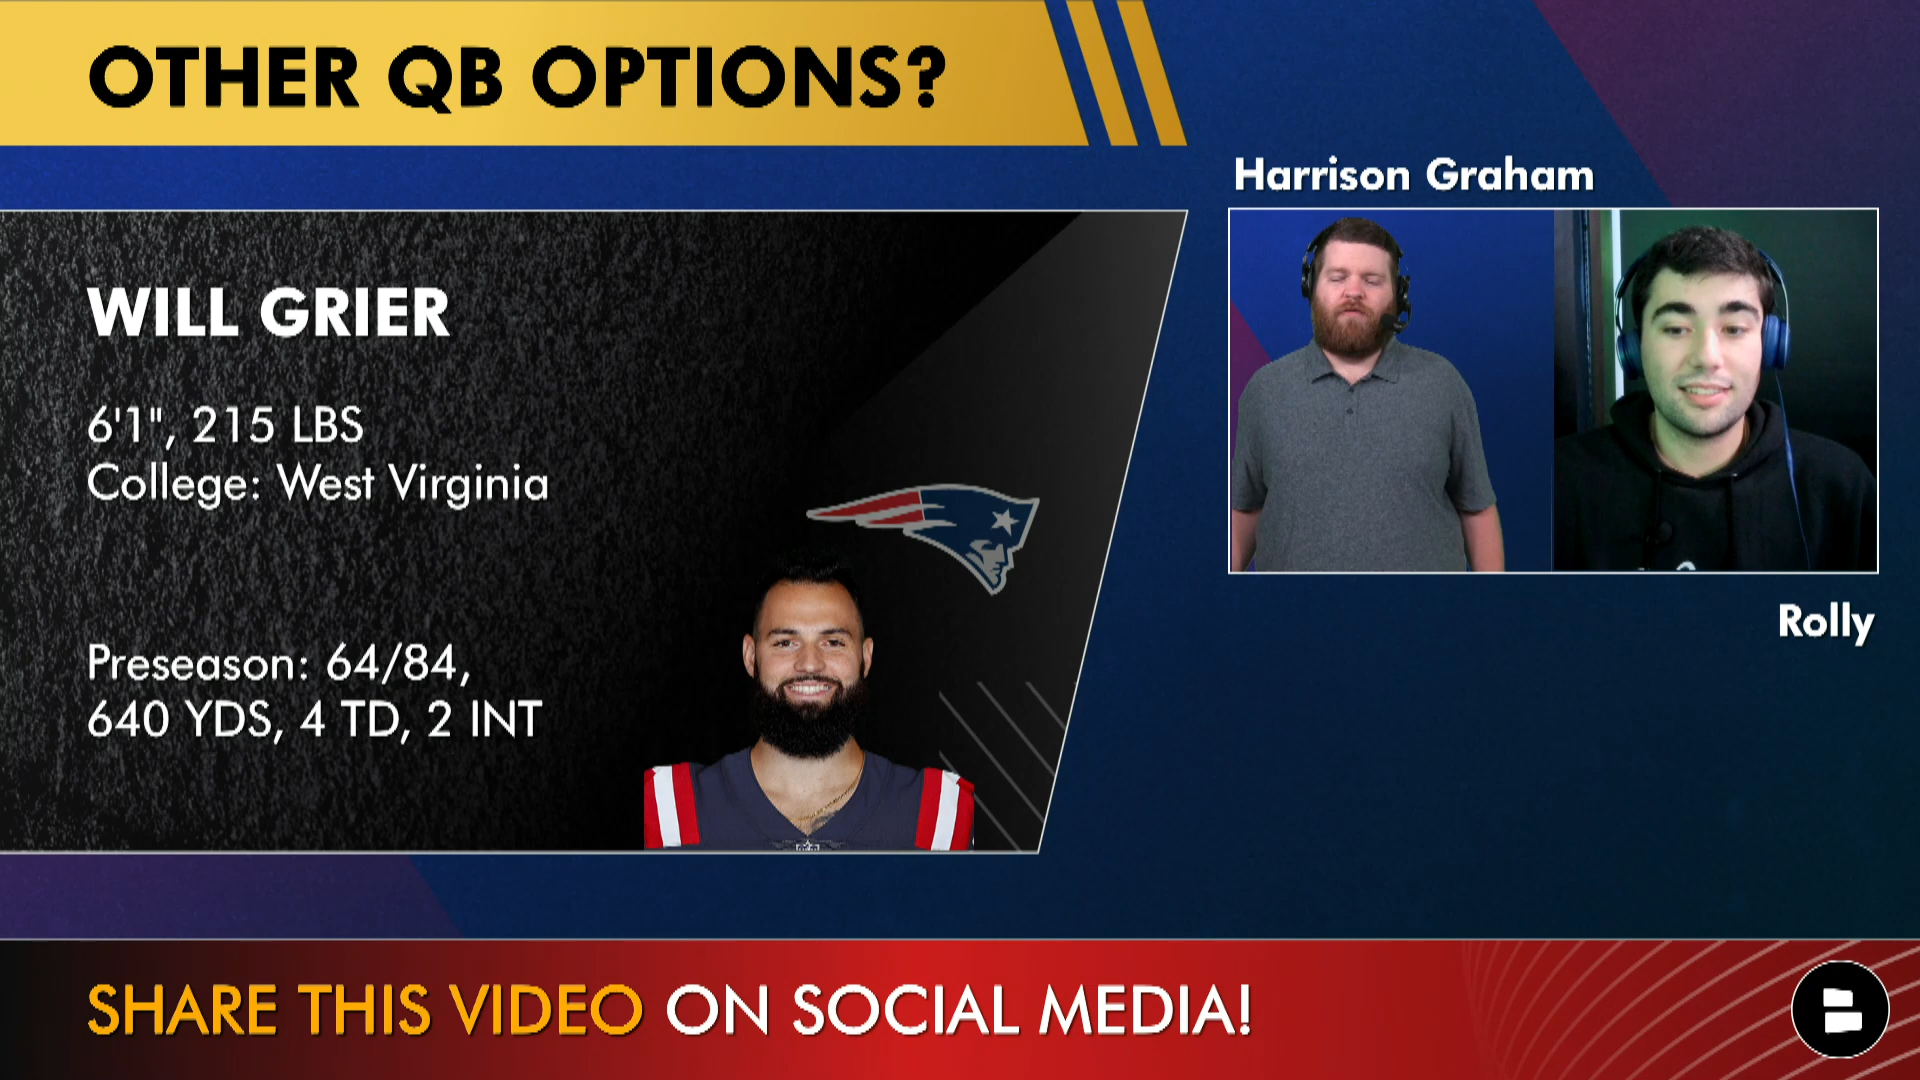 OTHER QB OPTIONS?
Harrison Graham
WILL GRIER
6'1", 215 LBS
College: West Virginia
Preseason: 64/84,
640 YDS, 4 TD, 2 INT
Rolly
SHARE THIS VIDEO ON SOCIAL MEDIA!